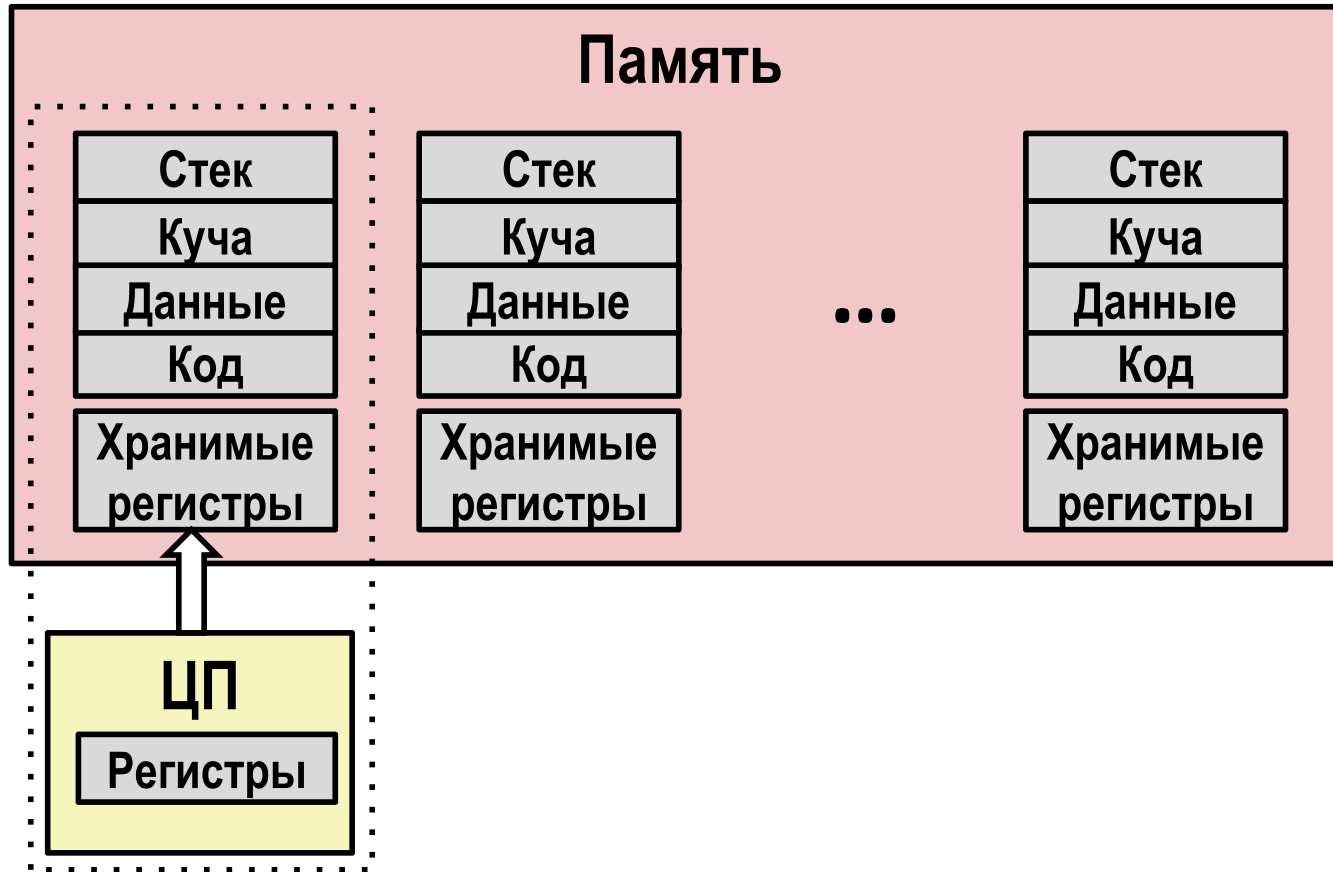 Память
Стек
Куча
Данные
Код
Хранимые
регистры
Стек
Куча
Данные
Код
Хранимые
регистры
...
Стек
Куча
Данные
Код
Хранимые
регистры
ЦП
Регистры